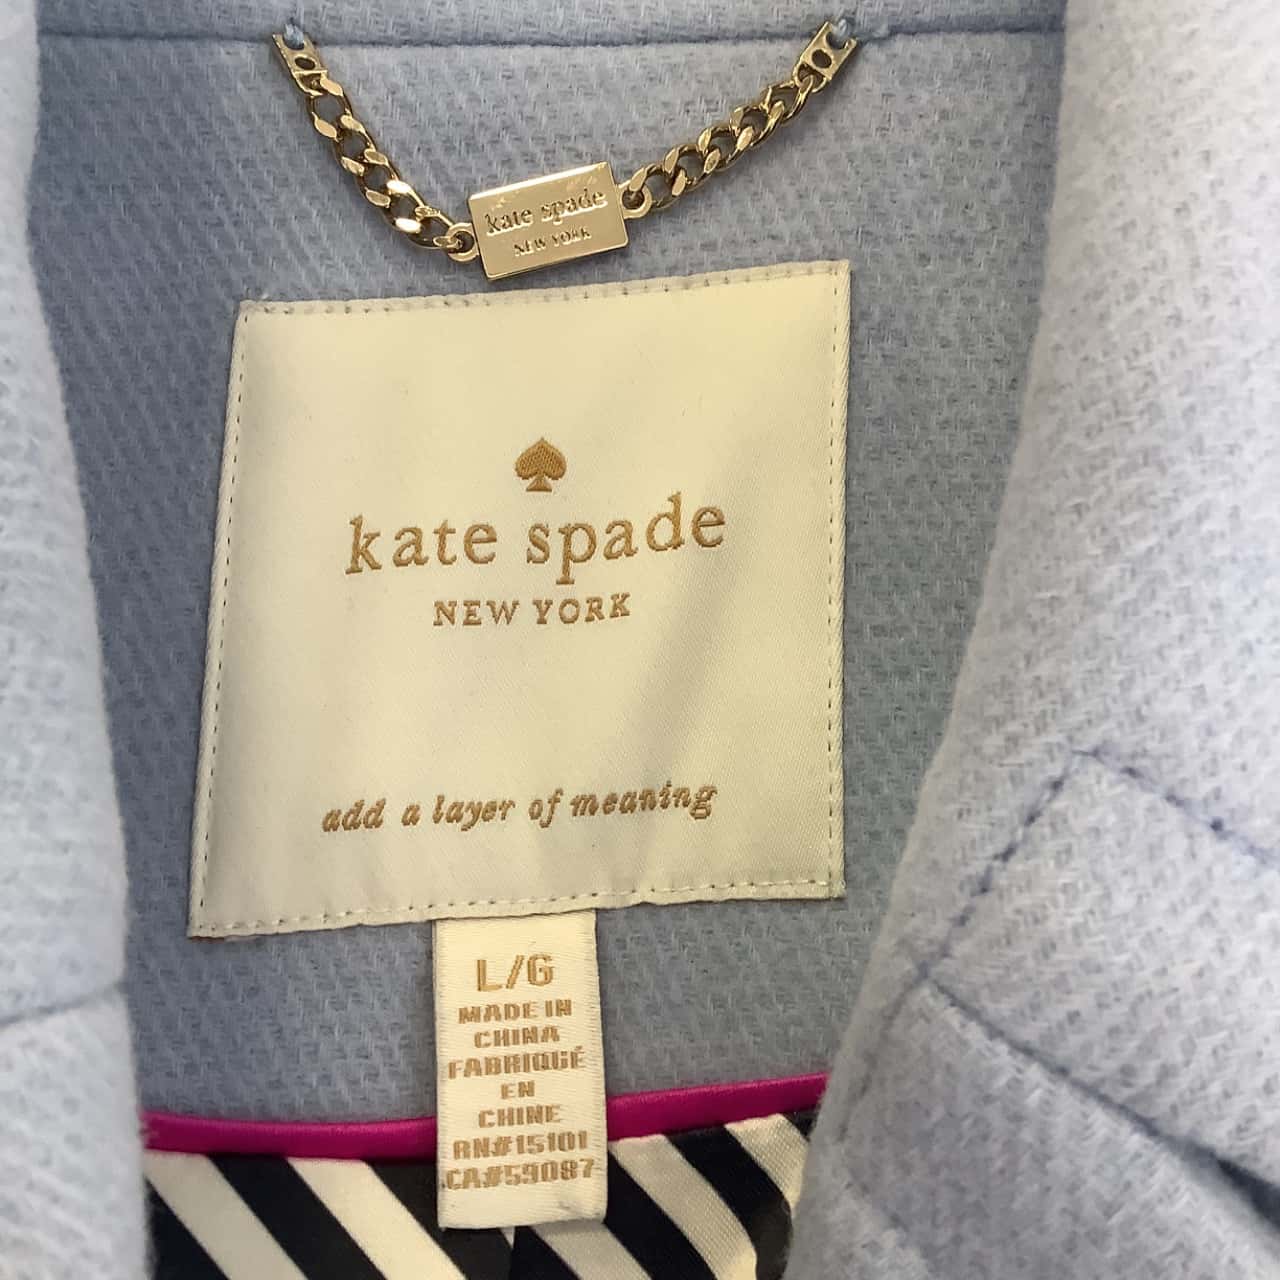 kate spade
NEW YORK
kate spade
NEW YORK
add a layer of meaning
L/G
MADE IN
CHINA
FABRIQUÉ
EN
CHINE
RN#15101
CA#59087